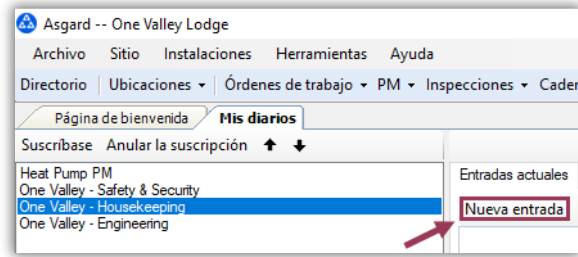 Asgard -- One Valley Lodge
Archivo Sitio Instalaciones Herramientas Ayuda
Directorio Ubicaciones Órdenes de trabajo PM Inspecciones
Página de bienvenida Mis diarios
Suscríbase Anular la suscripción
Heat Pump PM
One Valley - Safety & Security
One Valley - Housekeeping
One Valley - Engineering
Entradas actuales
Nueva entrada